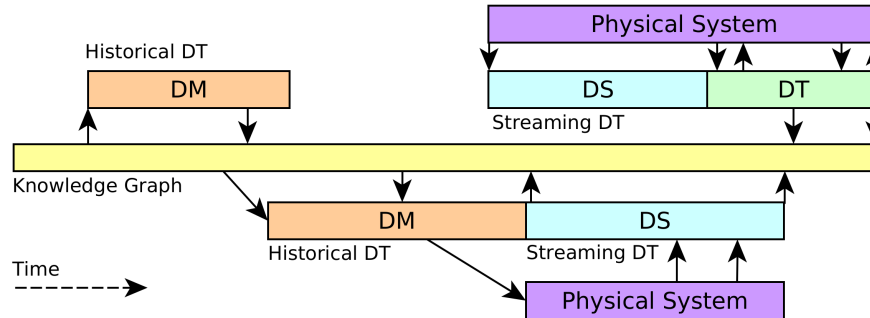 Physical System
Historical DT
DM
DS
DT
Streaming DT
Knowledge Graph
DM
DS
Historical DT
Streaming DT
Time
Physical System